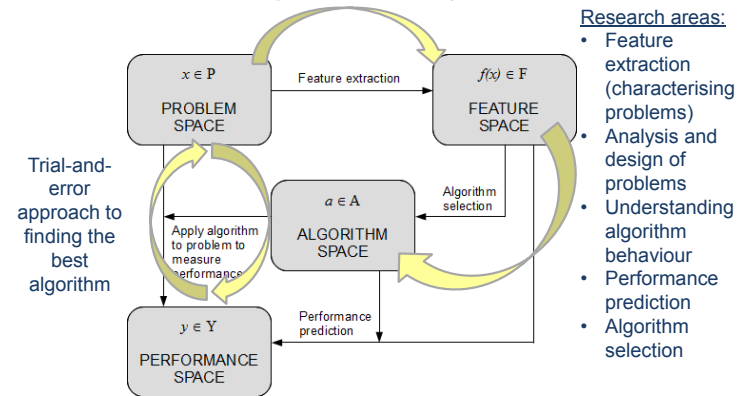 Research areas:
• Feature
extraction
(characterising
problems)
• Analysis and
design of
problems
• Understanding
algorithm
behaviour
• Performance
prediction
• Algorithm
selection
x ∈ P
PROBLEM
SPACE
Feature extraction
f(x) ∈ F
FEATURE
SPACE
Trial-and-
error
approach to
finding the
best
algorithm
a ∈ A
ALGORITHM
SPACE
Algorithm
selection
Apply algorithm
to problem to
measure
performance
y ∈ Y
PERFORMANCE
SPACE
Performance
prediction